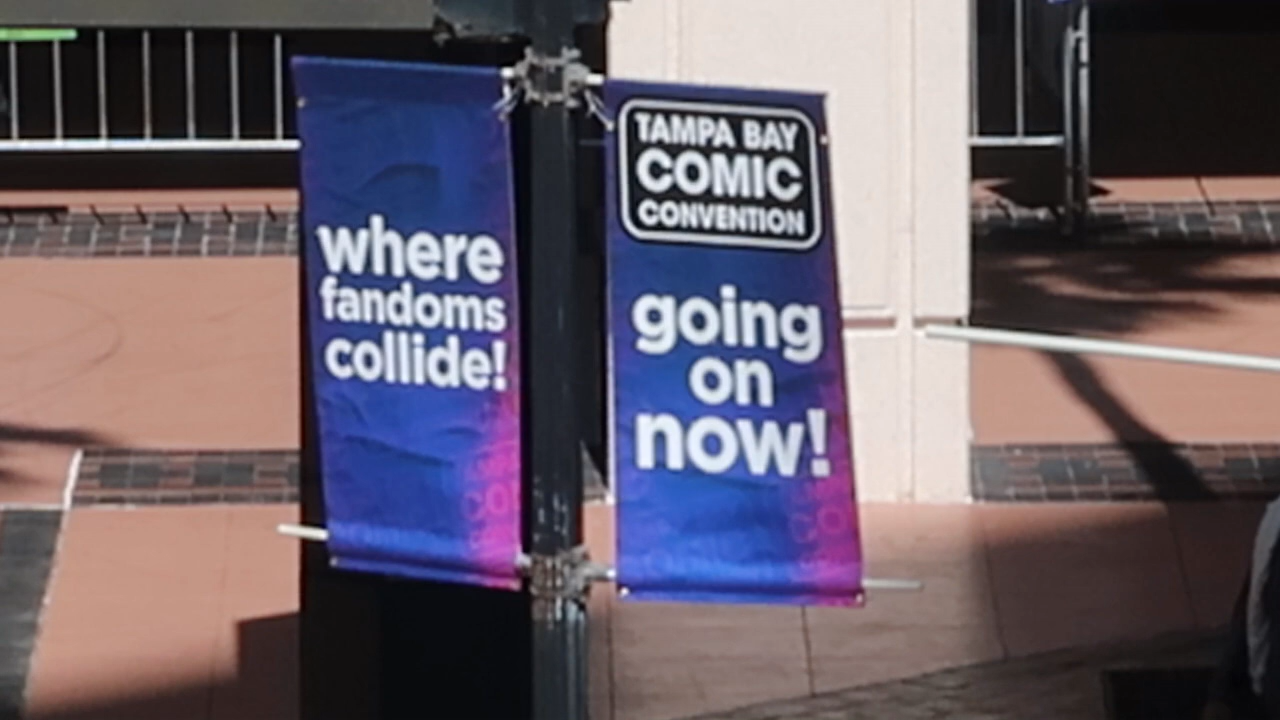 where
fandoms
collide!
TAMPA BAY
COMIC
CONVENTION
going
on
now!